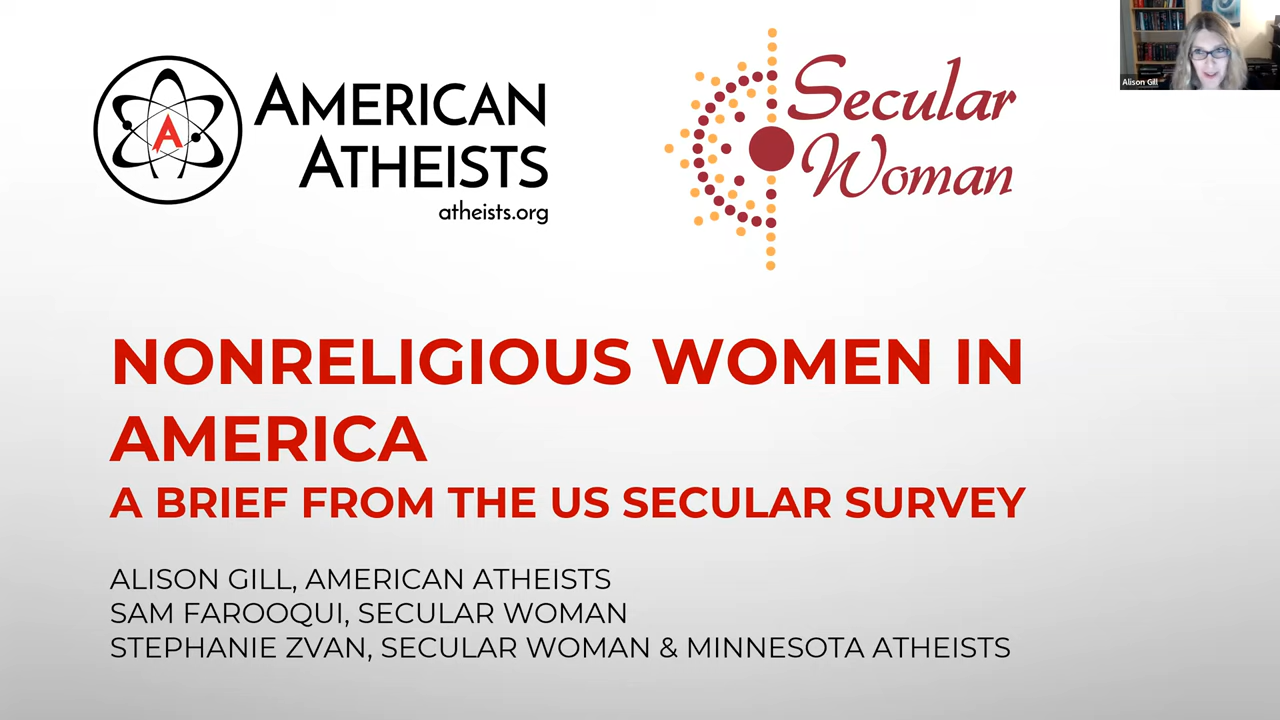 AMERICAN
ATHEISTS
atheists.org
A
Secular
Woman
Alison Gill
NONRELIGIOUS WOMEN IN
AMERICA
A BRIEF FROM THE US SECULAR SURVEY
ALISON GILL, AMERICAN ATHEISTS
SAM FAROOQUI, SECULAR WOMAN
STEPHANIE ZVAN, SECULAR WOMAN & MINNESOTA ATHEISTS